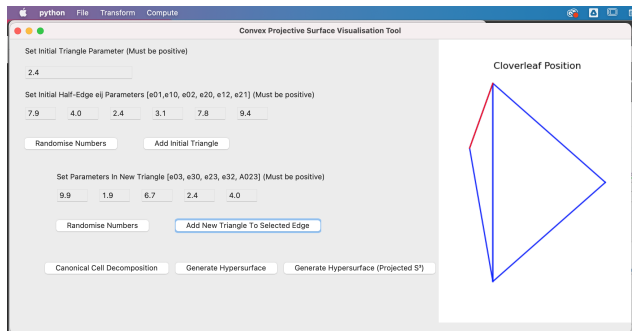 python File Transform Compute
Convex Projective Surface Visualisation Tool
Set Initial Triangle Parameter (Must be positive)
2.4
Set Initial Half-Edge eij Parameters [e01,e10, e02, e20, e12, e21] (Must be positive)
7.9 4.0 2.4 3.1 7.8 9.4
Randomise Numbers Add Initial Triangle
Set Parameters In New Triangle [e03, e30, e23, e32, A023] (Must be positive)
9.9 1.9 6.7 2.4 4.0
Randomise Numbers Add New Triangle To Selected Edge
Canonical Cell Decomposition Generate Hypersurface Generate Hypersurface (Projected S³)
Cloverleaf Position